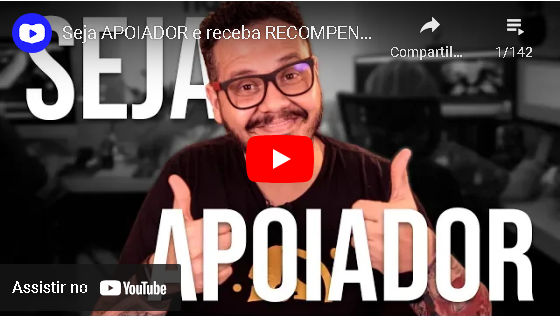 Seja APOIADOR e receba RECOMPEN...
Compartil...
1/142
SEJA
APOIADOR
Assistir no YouTube